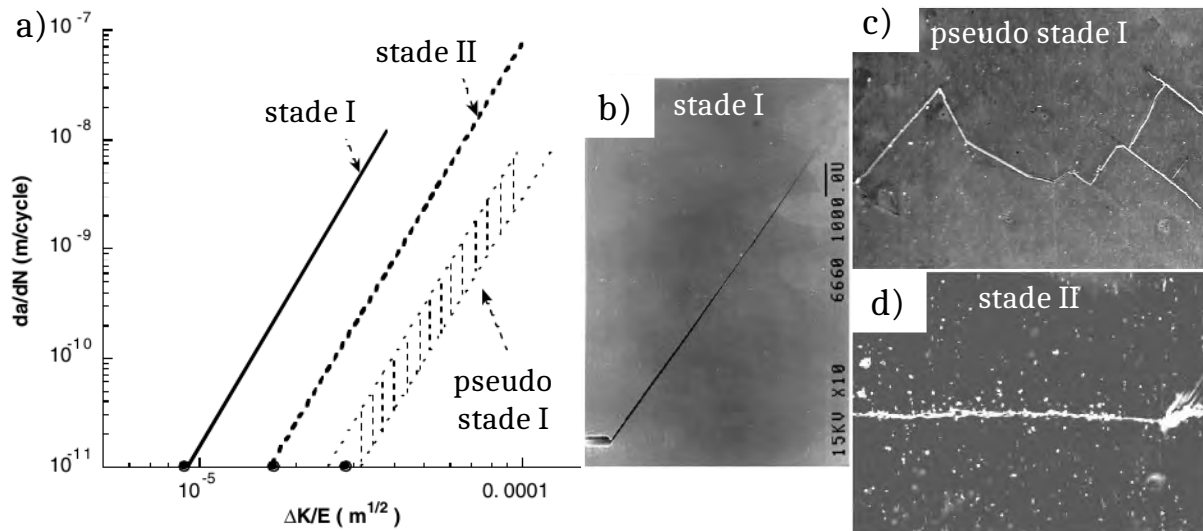 a)
10⁻⁷
10⁻⁸
10⁻⁹
10⁻¹⁰
10⁻¹¹
da/dN (m/cycle)
stade II
stade I
pseudo
stade I
10⁻⁵
0.0001
ΔK/E ( m¹/²)
b)
stade I
15KV X10
6660 1000.0U
c)
pseudo stade I
d)
stade II